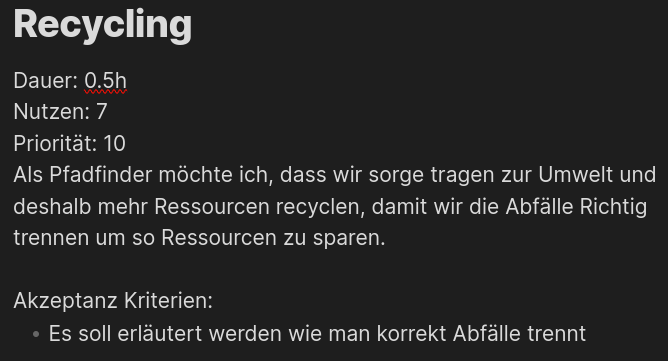 Recycling
Dauer: 0.5h
Nutzen: 7
Priorität: 10
Als Pfadfinder möchte ich, dass wir sorge tragen zur Umwelt und
deshalb mehr Ressourcen recyclen, damit wir die Abfälle Richtig
trennen um so Ressourcen zu sparen.
Akzeptanz Kriterien:
• Es soll erläutert werden wie man korrekt Abfälle trennt